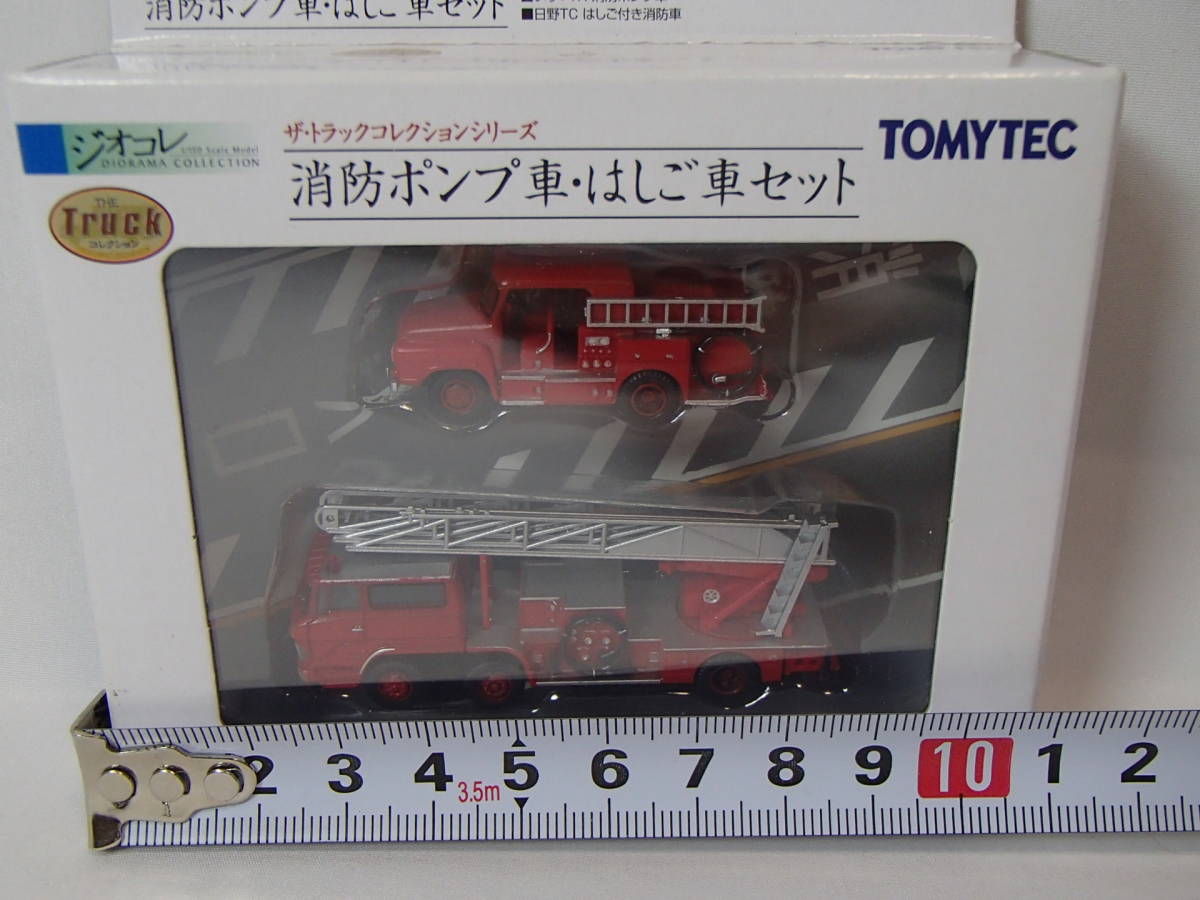 消防ポンプ車・はしご車セット
■日野TC はしご付き消防車
ジオコレ
1/150 Scale Model
DIORAMA COLLECTION
ザ・トラックコレクションシリーズ
TOMYTEC
消防ポンプ車・はしご車セット
THE
Truck
コレクション
2 3 4 5 6 7 8 9 10 1 2
3.5m